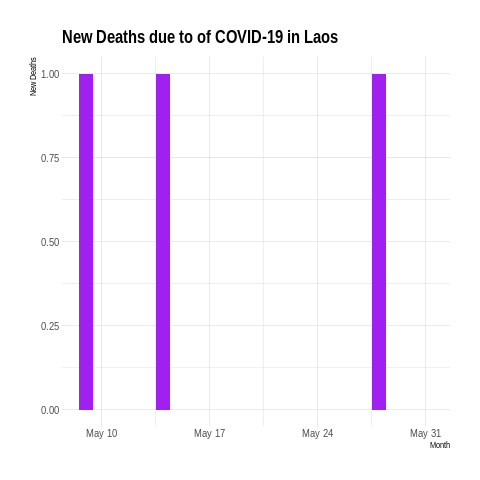 New Deaths due to of COVID-19 in Laos
New Deaths
1.00
0.75
0.50
0.25
0.00
May 10 May 17 May 24 May 31
Month